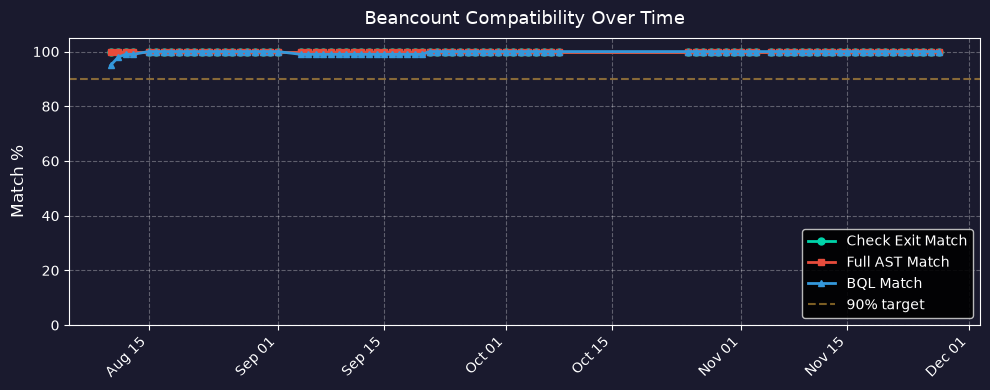 Beancount Compatibility Over Time
Match %
100
80
60
40
20
0
Check Exit Match
Full AST Match
BQL Match
90% target
Aug 15
Sep 01
Sep 15
Oct 01
Oct 15
Nov 01
Nov 15
Dec 01